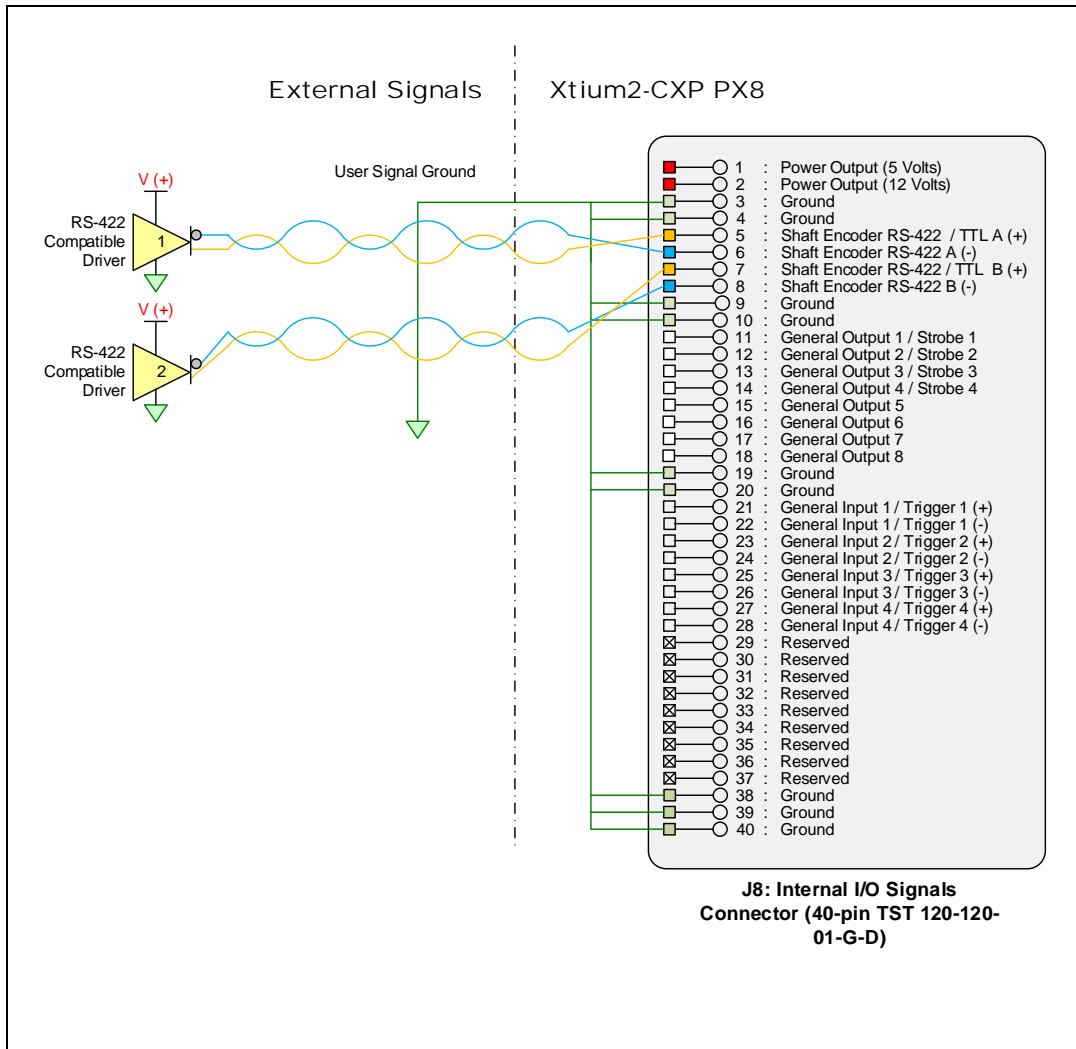 External Signals
Xtium2-CXP PX8
User Signal Ground
V (+)
RS-422
Compatible
Driver
1
V (+)
RS-422
Compatible
Driver
2
1 : Power Output (5 Volts)
2 : Power Output (12 Volts)
3 : Ground
4 : Ground
5 : Shaft Encoder RS-422 / TTL A (+)
6 : Shaft Encoder RS-422 A (-)
7 : Shaft Encoder RS-422 / TTL B (+)
8 : Shaft Encoder RS-422 B (-)
9 : Ground
10 : Ground
11 : General Output 1 / Strobe 1
12 : General Output 2 / Strobe 2
13 : General Output 3 / Strobe 3
14 : General Output 4 / Strobe 4
15 : General Output 5
16 : General Output 6
17 : General Output 7
18 : General Output 8
19 : Ground
20 : Ground
21 : General Input 1 / Trigger 1 (+)
22 : General Input 1 / Trigger 1 (-)
23 : General Input 2 / Trigger 2 (+)
24 : General Input 2 / Trigger 2 (-)
25 : General Input 3 / Trigger 3 (+)
26 : General Input 3 / Trigger 3 (-)
27 : General Input 4 / Trigger 4 (+)
28 : General Input 4 / Trigger 4 (-)
29 : Reserved
30 : Reserved
31 : Reserved
32 : Reserved
33 : Reserved
34 : Reserved
35 : Reserved
36 : Reserved
37 : Reserved
38 : Ground
39 : Ground
40 : Ground
J8: Internal I/O Signals
Connector (40-pin TST 120-120-
01-G-D)